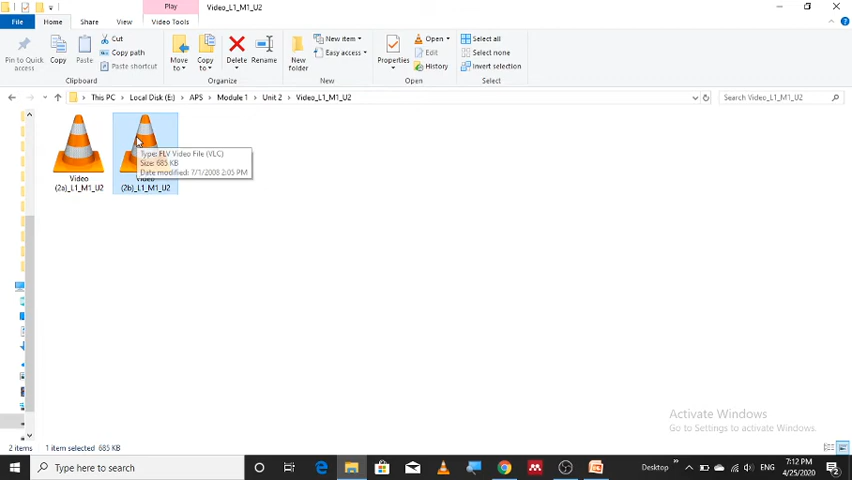 Play
Video_L1_M1_U2
File
Home
Share
View
Video Tools
Pin to Quick access
Copy
Paste
Cut
Copy path
Paste shortcut
Clipboard
Move to
Copy to
Delete
Rename
Organize
New folder
New item
Easy access
New
Properties
Open
Edit
History
Open
Select all
Select none
Invert selection
Select
This PC > Local Disk (E:) > APS > Module 1 > Unit 2 > Video_L1_M1_U2
Search Video_L1_M1_U2
Video
(2a)_L1_M1_U2
Video
(2b)_L1_M1_U2
Type: FLV Video File (VLC)
Size: 685 KB
Date modified: 7/1/2008 2:05 PM
Activate Windows
Go to Settings to activate Windows.
2 items
1 item selected 685 KB
Type here to search
Desktop
ENG
7:12 PM
4/25/2020
2